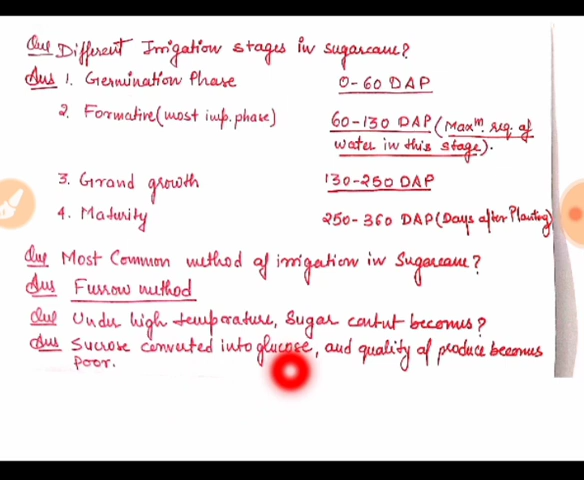 Que Different Irrigation stages in sugarcane?
Ans 1. Germination Phase 0-60 DAP
2. Formative (most imp. phase) 60-130 DAP (Maxm. req. of
water in this stage).
3. Grand growth 130-250 DAP
4. Maturity 250-360 DAP (Days after Planting)
Que Most Common method of irrigation in Sugarcane?
Ans Furrow method
Que Under high temperature, Sugar content becomes?
Ans Sucrose converted into glucose, and quality of produce becomes
poor.